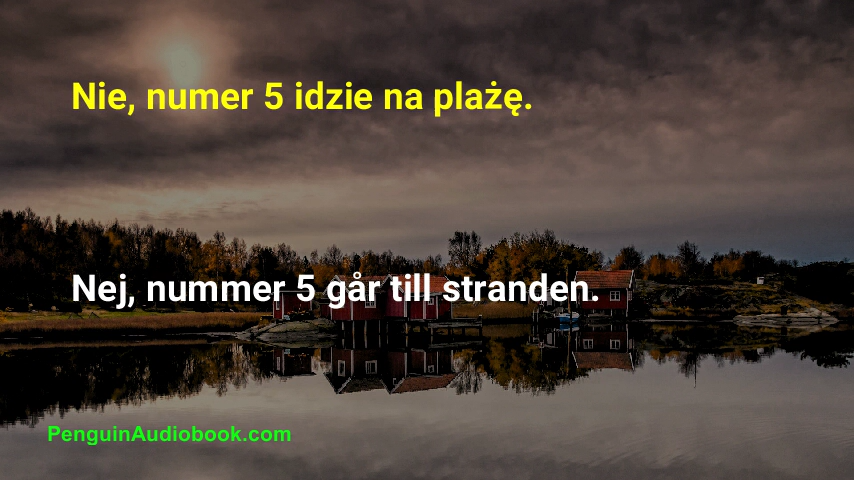 Nie, numer 5 idzie na plażę.
Nej, nummer 5 går till stranden.
PenguinAudiobook.com